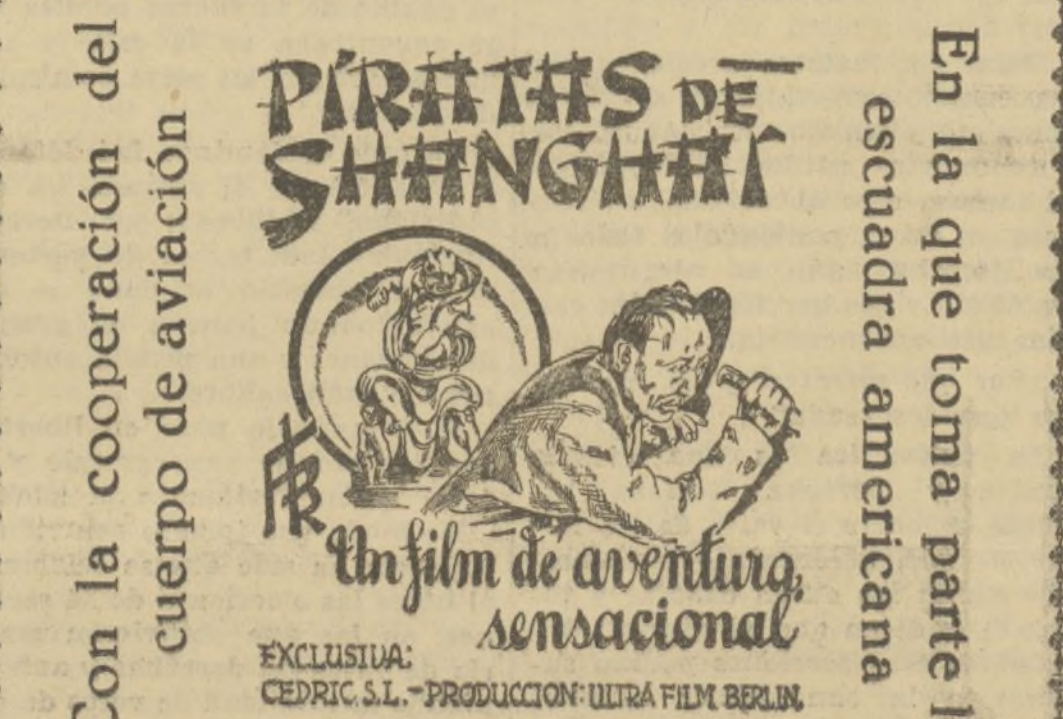 Con la cooperación del
cuerpo de aviación
PIRATAS DE
SHANGHAI
Un film de aventura,
sensacional
EXCLUSIVA:
CEDRIC S.L. - PRODUCCION: ULTRA FILM BERLIN
En la que toma parte l
escuadra americana